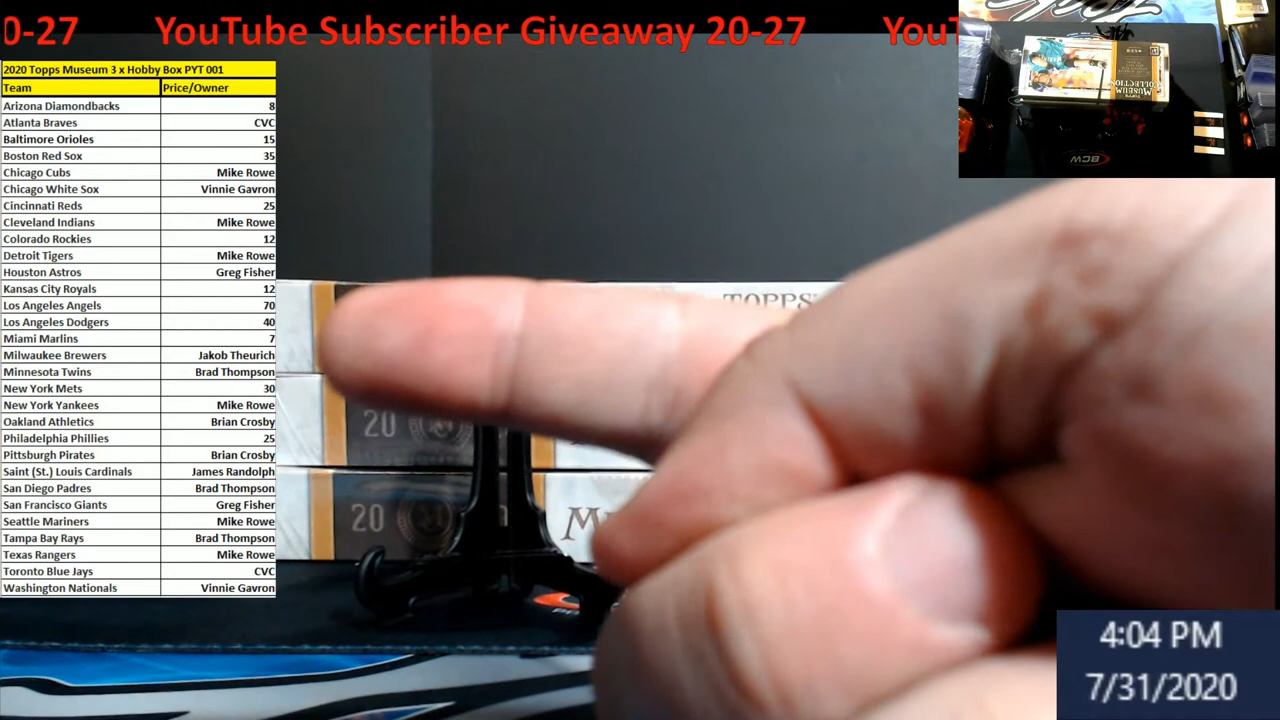 0-27 YouTube Subscriber Giveaway 20-27 YouT
2020 Topps Museum 3 x Hobby Box PYT 001
Team Price/Owner
Arizona Diamondbacks 8
Atlanta Braves CVC
Baltimore Orioles 15
Boston Red Sox 35
Chicago Cubs Mike Rowe
Chicago White Sox Vinnie Gavron
Cincinnati Reds 25
Cleveland Indians Mike Rowe
Colorado Rockies 12
Detroit Tigers Mike Rowe
Houston Astros Greg Fisher
Kansas City Royals 12
Los Angeles Angels 70
Los Angeles Dodgers 40
Miami Marlins 7
Milwaukee Brewers Jakob Theurich
Minnesota Twins Brad Thompson
New York Mets 30
New York Yankees Mike Rowe
Oakland Athletics Brian Crosby
Philadelphia Phillies 25
Pittsburgh Pirates Brian Crosby
Saint (St.) Louis Cardinals James Randolph
San Diego Padres Brad Thompson
San Francisco Giants Greg Fisher
Seattle Mariners Mike Rowe
Tampa Bay Rays Brad Thompson
Texas Rangers Mike Rowe
Toronto Blue Jays CVC
Washington Nationals Vinnie Gavron
TOPPS
20
20
MUSEUM
COLLECTION
BCW
4:04 PM
7/31/2020